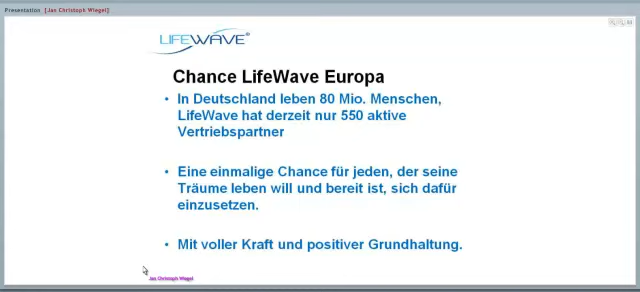 Presentation [Jan Christoph Wiegel]
LIFEWAVE®
Chance LifeWave Europa
• In Deutschland leben 80 Mio. Menschen,
LifeWave hat derzeit nur 550 aktive
Vertriebspartner
• Eine einmalige Chance für jeden, der seine
Träume leben will und bereit ist, sich dafür
einzusetzen.
• Mit voller Kraft und positiver Grundhaltung.
Jan Christoph Wiegel